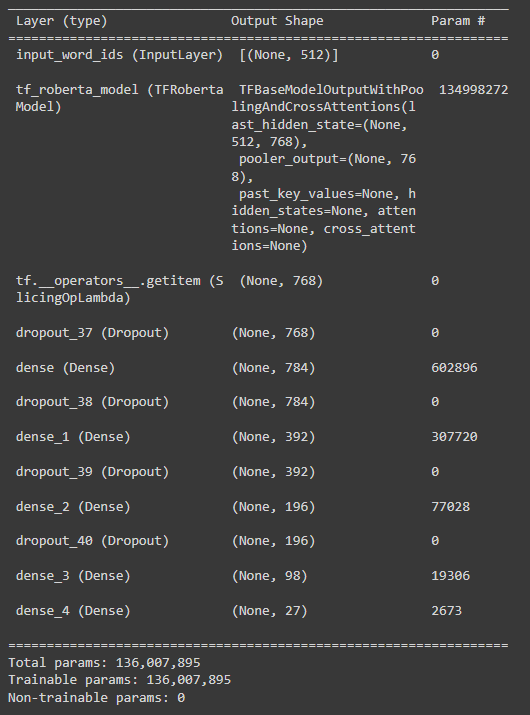 Layer (type) Output Shape Param #
=================================================================
input_word_ids (InputLayer) [(None, 512)] 0
tf_roberta_model (TFRoberta TFBaseModelOutputWithPoo 134998272
Model) lingAndCrossAttentions(l
ast_hidden_state=(None,
512, 768),
pooler_output=(None, 76
8),
past_key_values=None, h
idden_states=None, atten
tions=None, cross_attent
ions=None)
tf.__operators__.getitem (S (None, 768) 0
licingOpLambda)
dropout_37 (Dropout) (None, 768) 0
dense (Dense) (None, 784) 602896
dropout_38 (Dropout) (None, 784) 0
dense_1 (Dense) (None, 392) 307720
dropout_39 (Dropout) (None, 392) 0
dense_2 (Dense) (None, 196) 77028
dropout_40 (Dropout) (None, 196) 0
dense_3 (Dense) (None, 98) 19306
dense_4 (Dense) (None, 27) 2673
=================================================================
Total params: 136,007,895
Trainable params: 136,007,895
Non-trainable params: 0